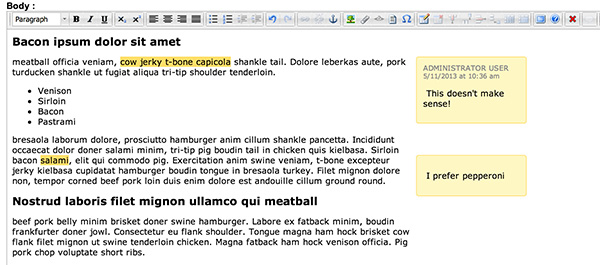 Body :
Paragraph B I U
Bacon ipsum dolor sit amet
meatball officia veniam, cow jerky t-bone capicola shankle tail. Dolore leberkas aute, pork
turducken shankle ut fugiat aliqua tri-tip shoulder tenderloin.
• Venison
• Sirloin
• Bacon
• Pastrami
ADMINISTRATOR USER
5/11/2013 at 10:36 am
This doesn't make
sense!
bresaola laborum dolore, prosciutto hamburger anim cillum shankle pancetta. Incididunt
occaecat dolor doner salami minim, tri-tip pig boudin tail in chicken quis kielbasa. Sirloin
bacon salami, elit qui commodo pig. Exercitation anim swine veniam, t-bone excepteur
jerky kielbasa cupidatat hamburger boudin tongue in bresaola turkey. Filet mignon dolore
non, tempor corned beef pork loin duis enim dolore est andouille cillum ground round.
I prefer pepperoni
Nostrud laboris filet mignon ullamco qui meatball
beef pork belly minim brisket doner swine hamburger. Labore ex fatback minim, boudin
frankfurter doner jowl. Consectetur eu flank shoulder. Tongue magna ham hock brisket cow
flank filet mignon ut swine tenderloin chicken. Magna fatback ham hock venison officia. Pig
pork chop voluptate short ribs.